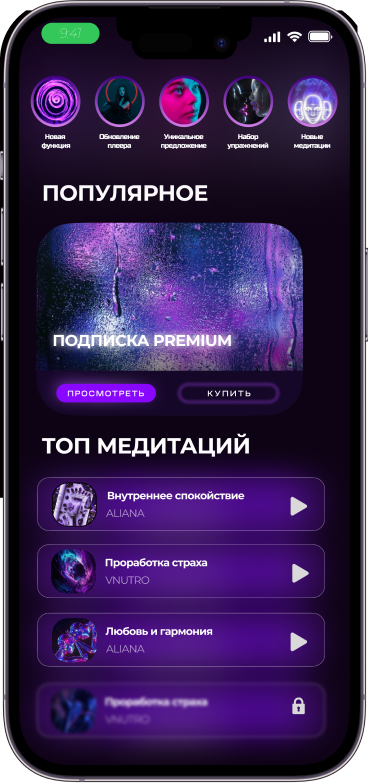 9:41
Новая
функция
Обновление
плеера
Уникальное
предложение
Набор
упражнений
Новые
медитации
ПОПУЛЯРНОЕ
ПОДПИСКА PREMIUM
ПРОСМОТРЕТЬ
КУПИТЬ
ТОП МЕДИТАЦИЙ
Внутреннее спокойствие
ALIANA
Проработка страха
VNUTRO
Любовь и гармония
ALIANA
Проработка страха
VNUTRO